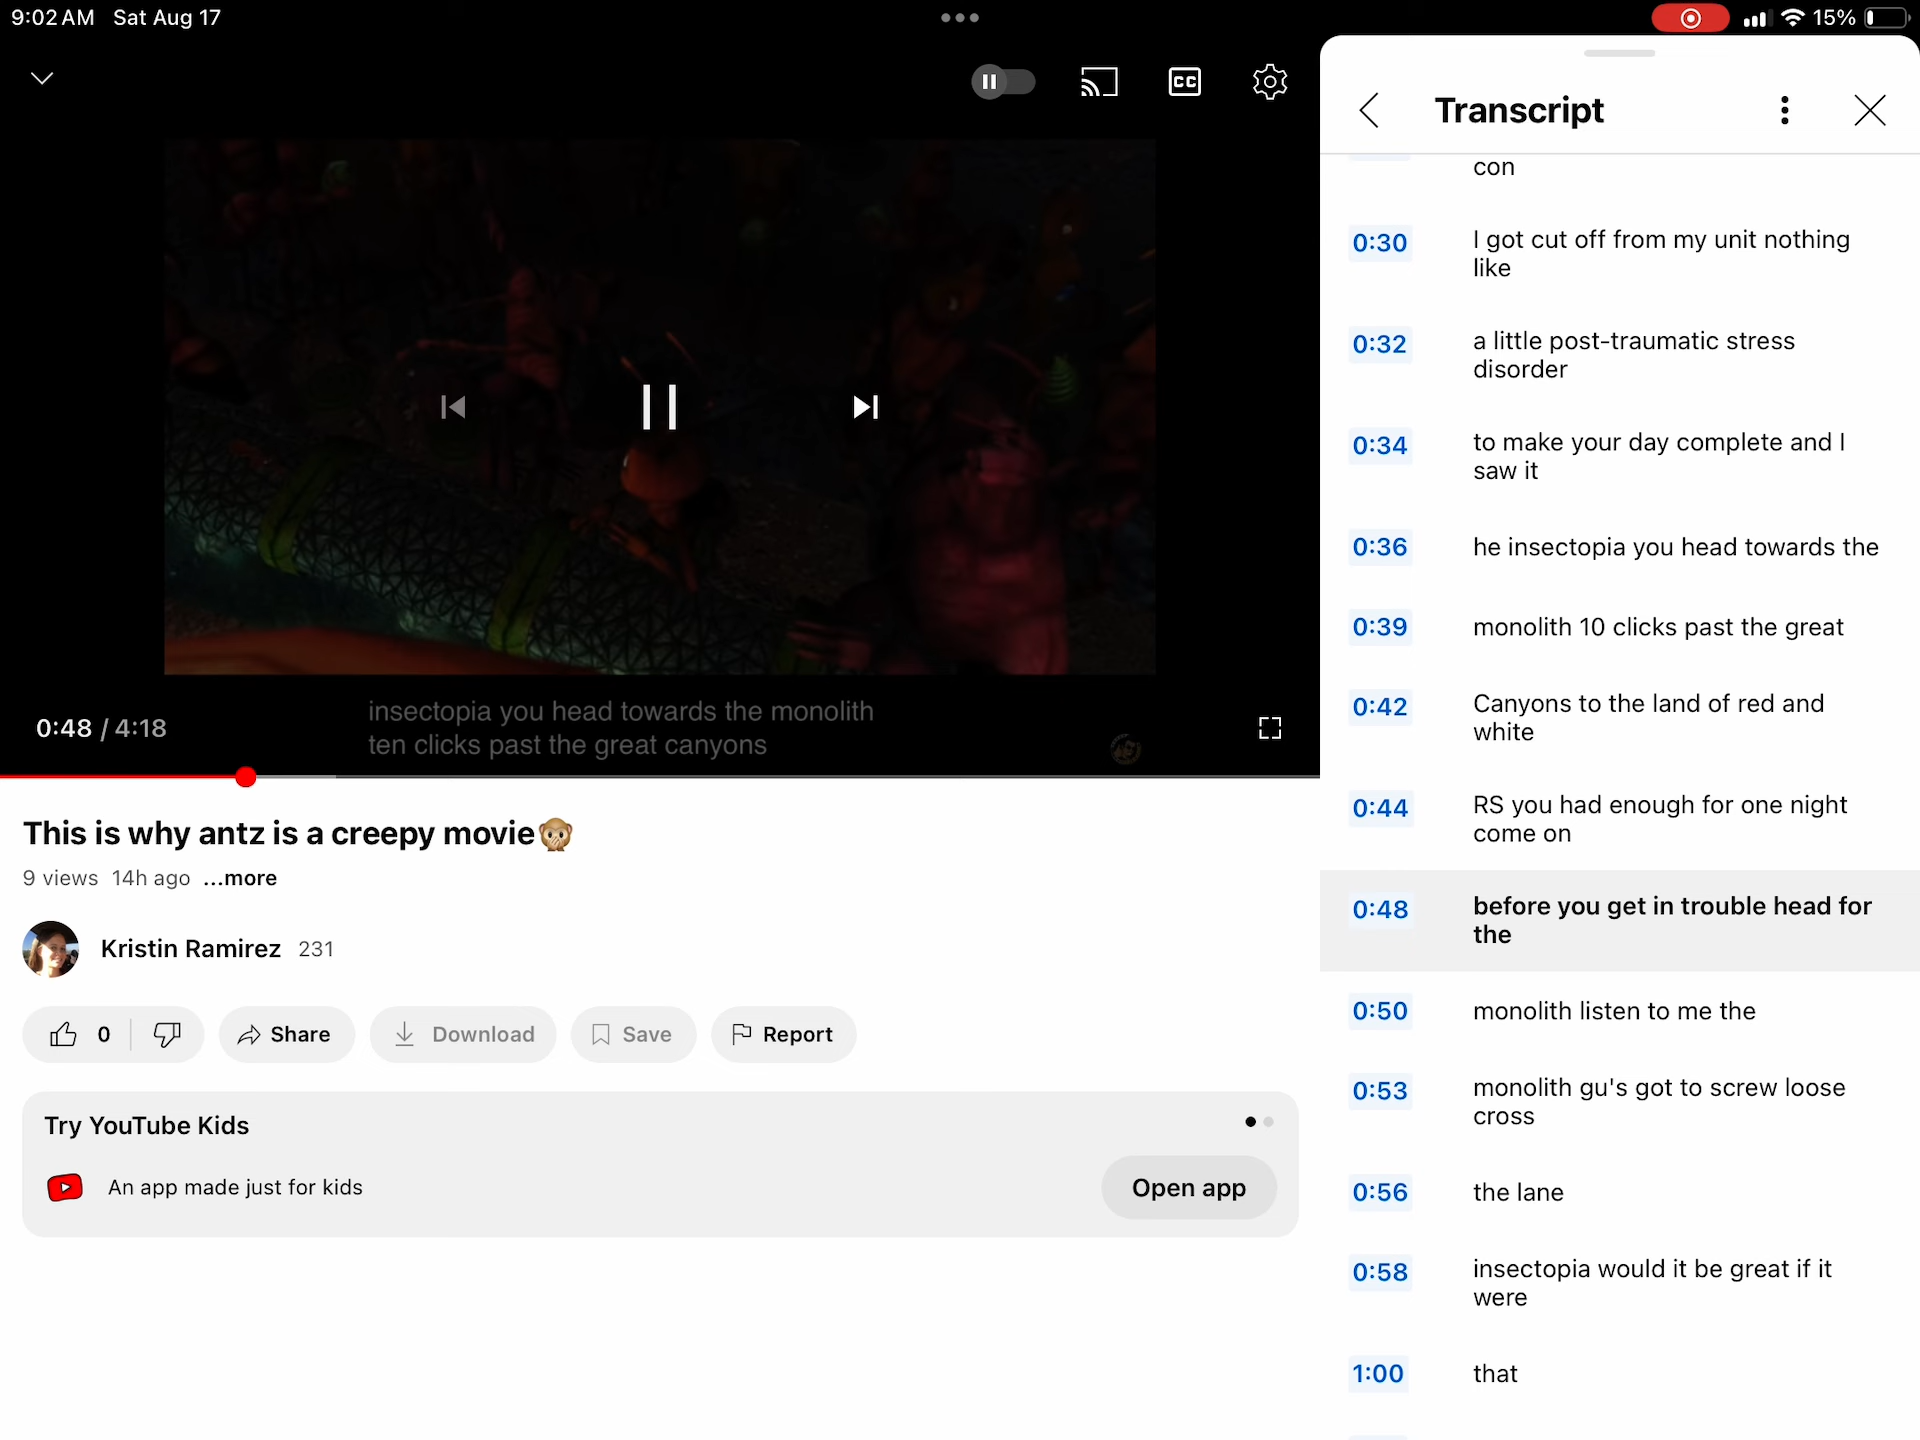 9:02 AM Sat Aug 17
15%
CC
insectopia you head towards the monolith
ten clicks past the great canyons
0:48 / 4:18
This is why antz is a creepy movie🙊
9 views 14h ago ...more
Kristin Ramirez 231
0
Share
Download
Save
Report
Try YouTube Kids
An app made just for kids
Open app
Transcript
con
0:30
I got cut off from my unit nothing
like
0:32
a little post-traumatic stress
disorder
0:34
to make your day complete and I
saw it
0:36
he insectopia you head towards the
0:39
monolith 10 clicks past the great
0:42
Canyons to the land of red and
white
0:44
RS you had enough for one night
come on
0:48
before you get in trouble head for
the
0:50
monolith listen to me the
0:53
monolith gu's got to screw loose
cross
0:56
the lane
0:58
insectopia would it be great if it
were
1:00
that